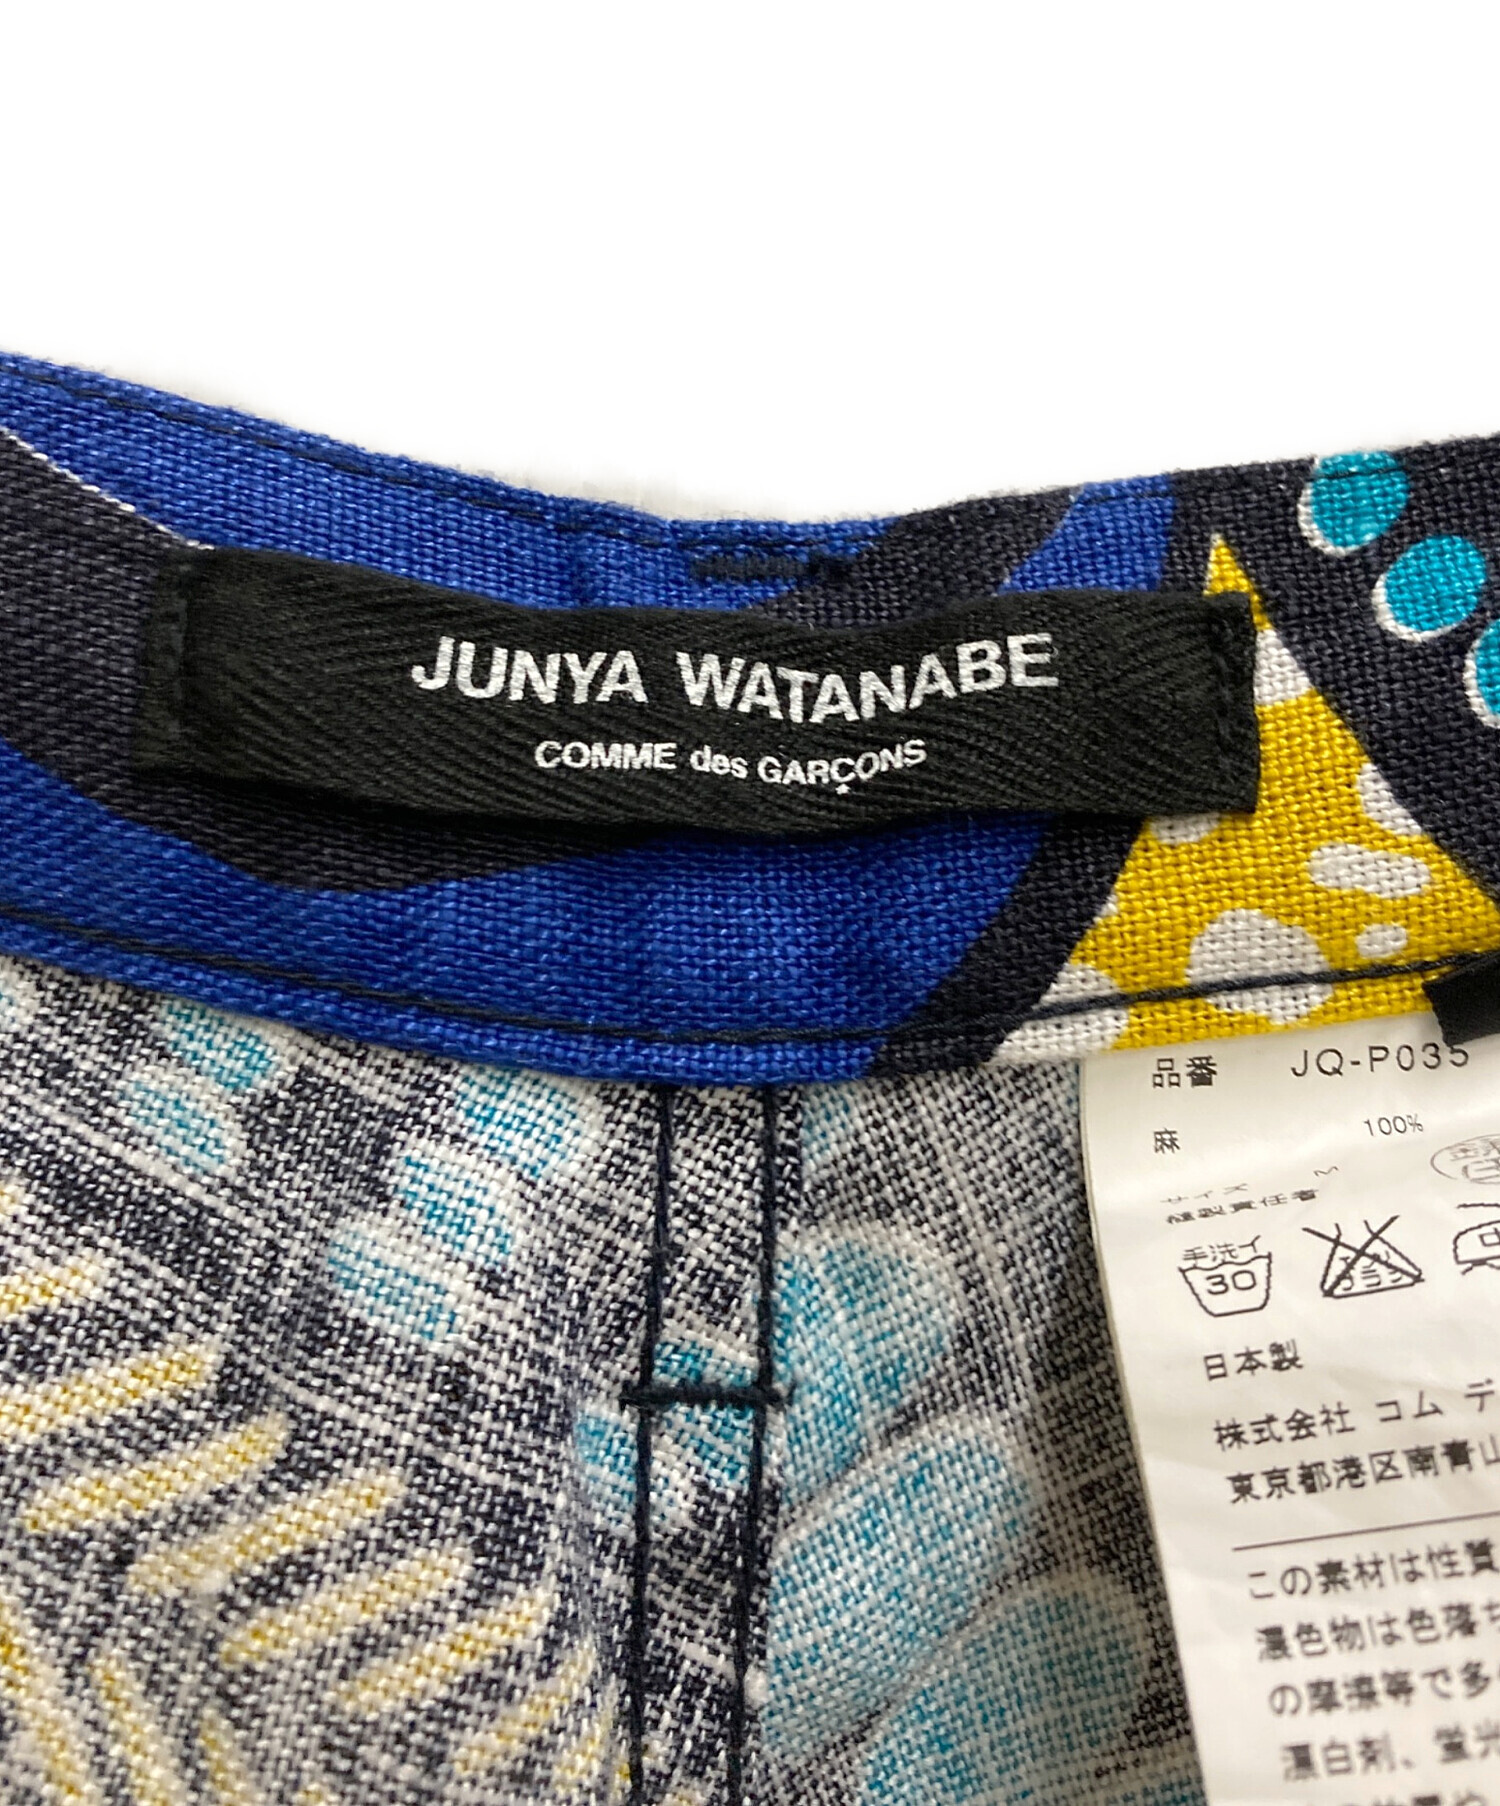 JUNYA WATANABE
COMME des GARÇONS
品番 JQ-P035
麻 100%
サイズ
手洗イ
30
日本製
株式会社 コム デ
東京都港区南青山
この素材は性質
濃色物は色落ち
の摩擦等で多
漂白剤、蛍光